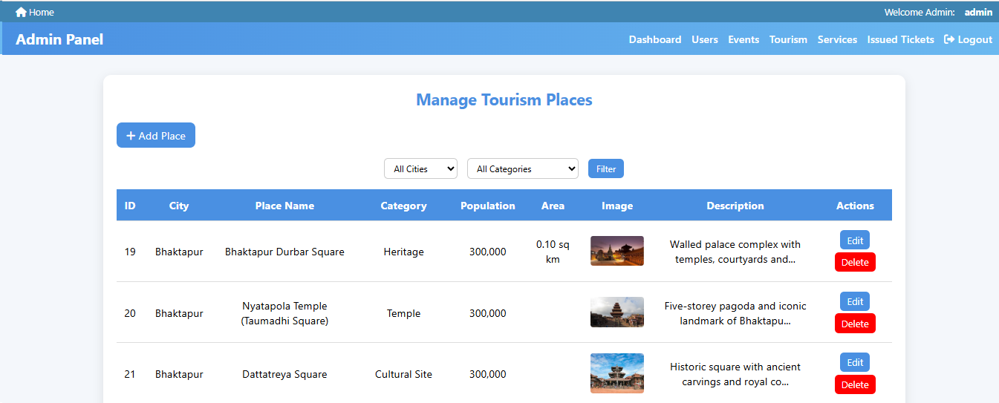 Home Welcome Admin: admin
Admin Panel Dashboard Users Events Tourism Services Issued Tickets Logout
Manage Tourism Places
+ Add Place
All Cities All Categories Filter
ID City Place Name Category Population Area Image Description Actions
19 Bhaktapur Bhaktapur Durbar Square Heritage 300,000 0.10 sq km Walled palace complex with temples, courtyards and... Edit Delete
20 Bhaktapur Nyatapola Temple (Taumadhi Square) Temple 300,000 Five-storey pagoda and iconic landmark of Bhaktapu... Edit Delete
21 Bhaktapur Dattatreya Square Cultural Site 300,000 Historic square with ancient carvings and royal co... Edit Delete